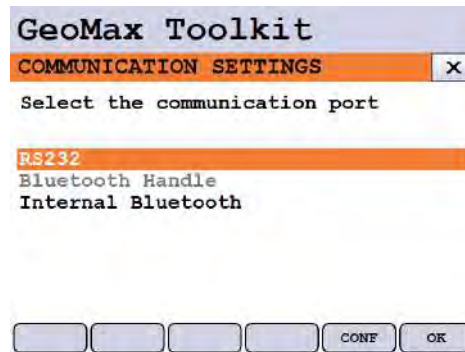 GeoMax Toolkit
COMMUNICATION SETTINGS X
Select the communication port
RS232
Bluetooth Handle
Internal Bluetooth
CONF OK